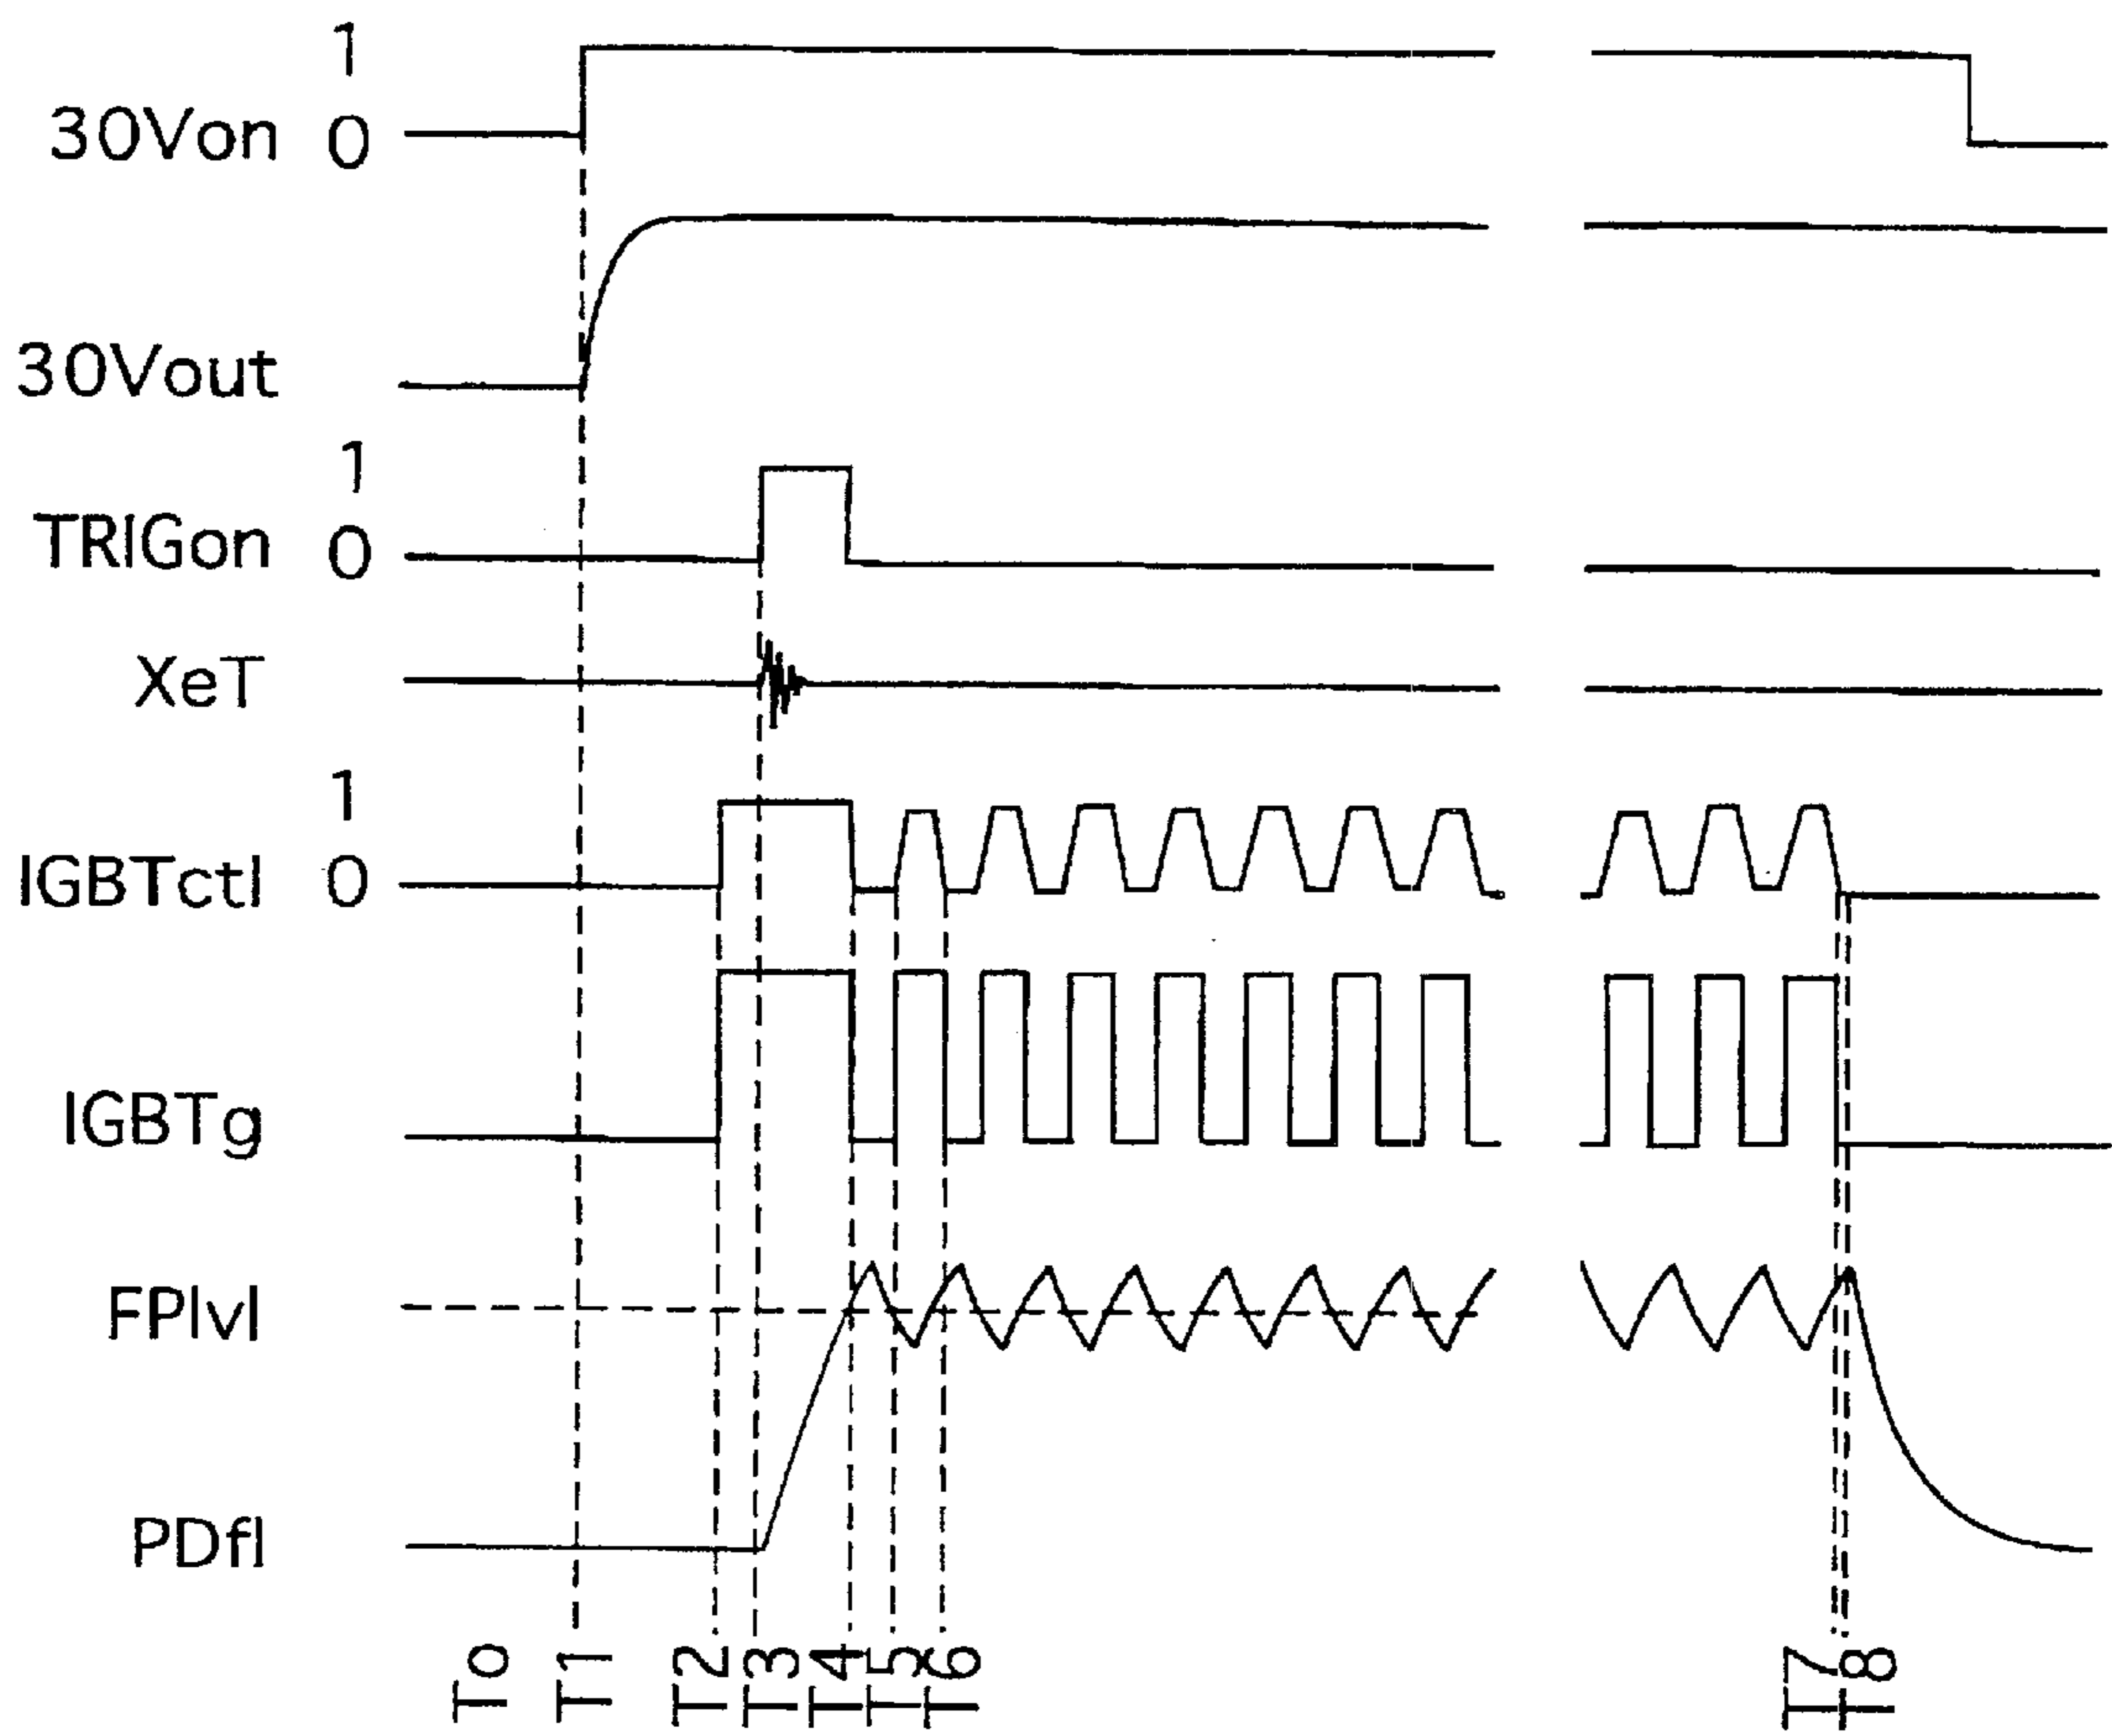 1
30Von 0
30Vout
1
TRIGon 0
XeT
1
IGBTctl 0
IGBTg
FPlvl
PDfl
To T1 T2 T3 T4 T5 T6 T7 T8